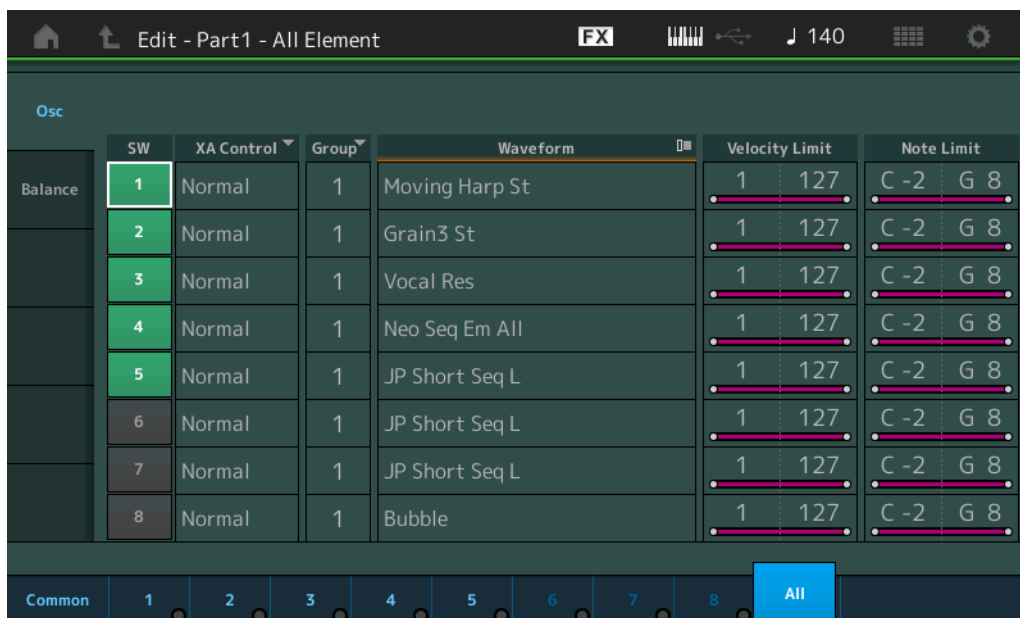 Edit - Part1 - All Element FX ♩ 140
Osc
SW XA Control Group Waveform Velocity Limit Note Limit
Balance
1 Normal 1 Moving Harp St 1 127 C -2 G 8
2 Normal 1 Grain3 St 1 127 C -2 G 8
3 Normal 1 Vocal Res 1 127 C -2 G 8
4 Normal 1 Neo Seq Em All 1 127 C -2 G 8
5 Normal 1 JP Short Seq L 1 127 C -2 G 8
6 Normal 1 JP Short Seq L 1 127 C -2 G 8
7 Normal 1 JP Short Seq L 1 127 C -2 G 8
8 Normal 1 Bubble 1 127 C -2 G 8
Common 1 2 3 4 5 6 7 8 All